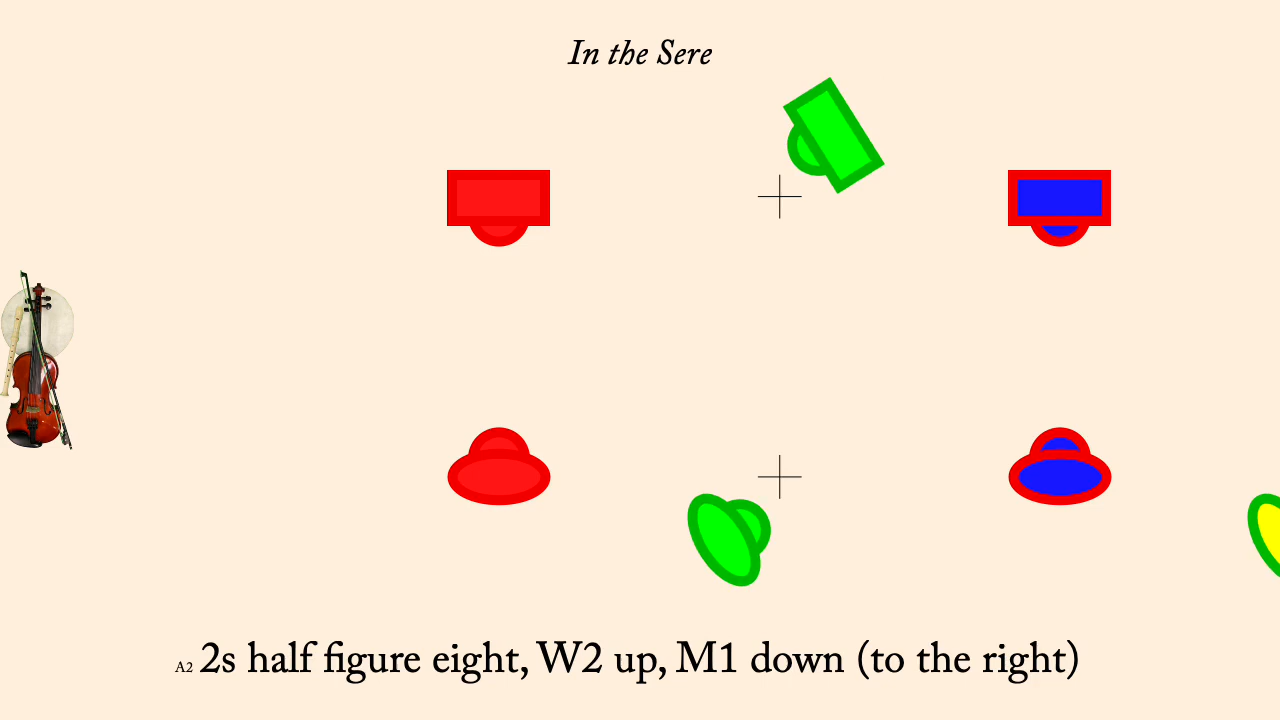 In the Sere
A2 2s half figure eight, W2 up, M1 down (to the right)